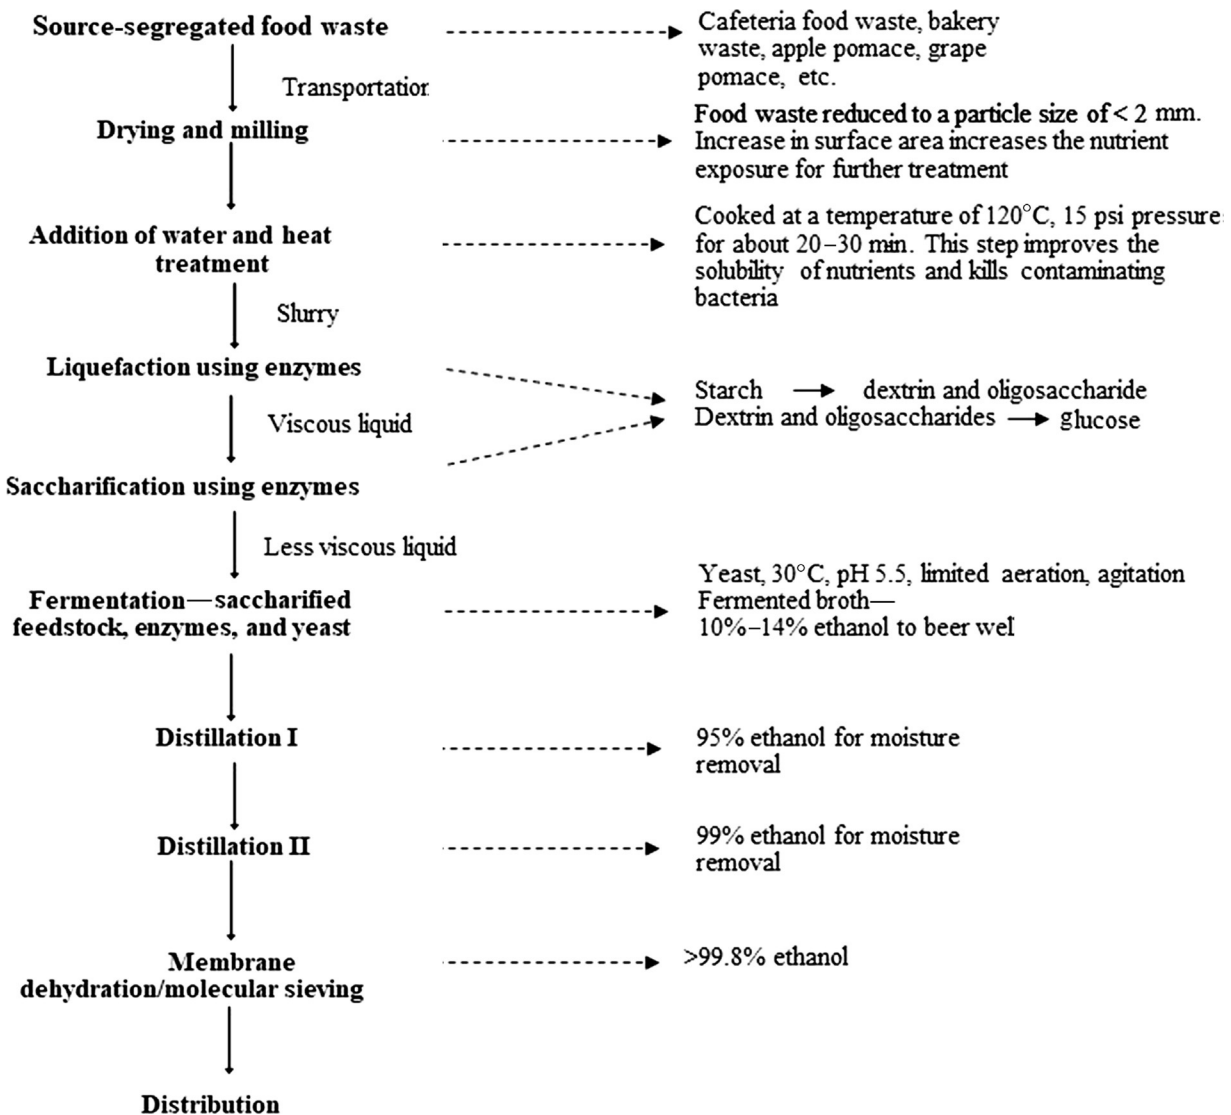 Source-segregated food waste
Cafeteria food waste, bakery
waste, apple pomace, grape
pomace, etc.
Transportation
Drying and milling
Food waste reduced to a particle size of < 2 mm.
Increase in surface area increases the nutrient
exposure for further treatment
Addition of water and heat
treatment
Cooked at a temperature of 120°C, 15 psi pressure
for about 20–30 min. This step improves the
solubility of nutrients and kills contaminating
bacteria
Slurry
Liquefaction using enzymes
Starch → dextrin and oligosaccharide
Dextrin and oligosaccharides → glucose
Viscous liquid
Saccharification using enzymes
Less viscous liquid
Fermentation—saccharified
feedstock, enzymes, and yeast
Yeast, 30°C, pH 5.5, limited aeration, agitation
Fermented broth—
10%–14% ethanol to beer wel
Distillation I
95% ethanol for moisture
removal
Distillation II
99% ethanol for moisture
removal
Membrane
dehydration/molecular sieving
>99.8% ethanol
Distribution